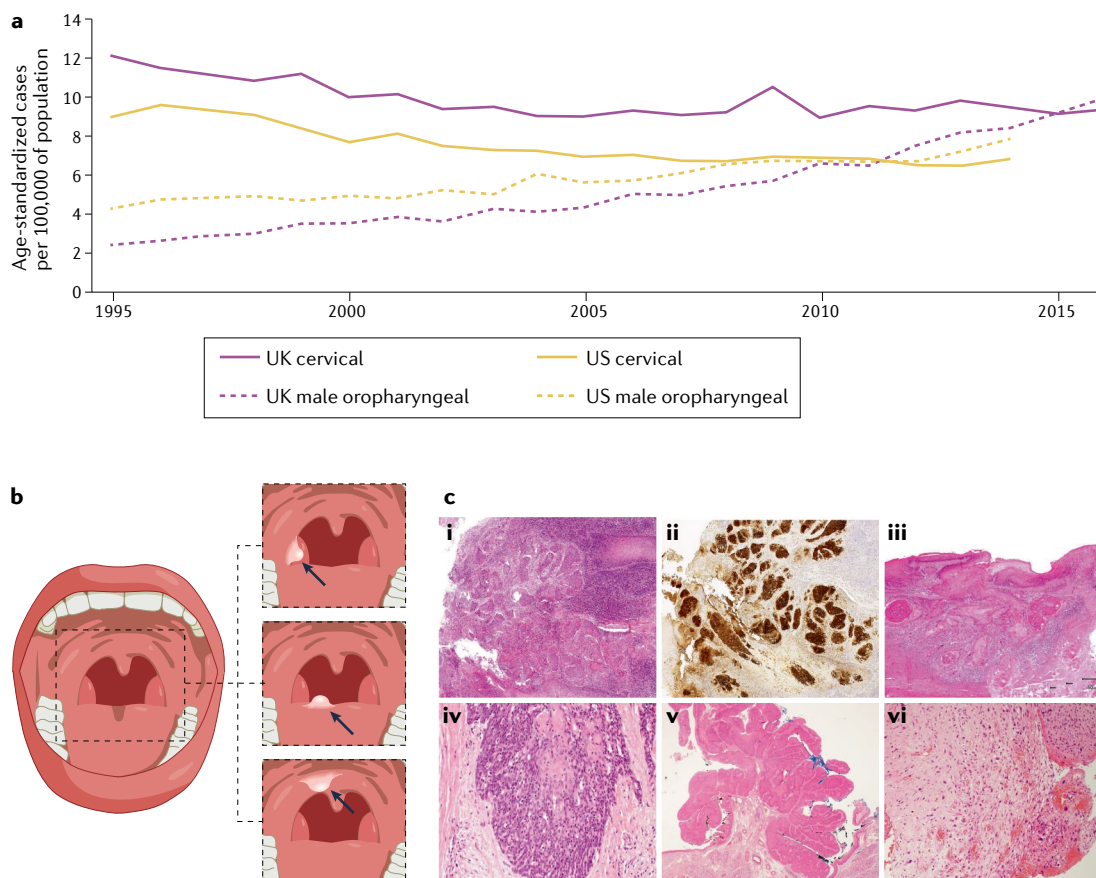 a
14
12
10
8
6
4
2
0
Age-standardized cases
per 100,000 of population
1995
2000
2005
2010
2015
UK cervical
US cervical
UK male oropharyngeal
US male oropharyngeal
b
c
i
ii
iii
iv
v
vi